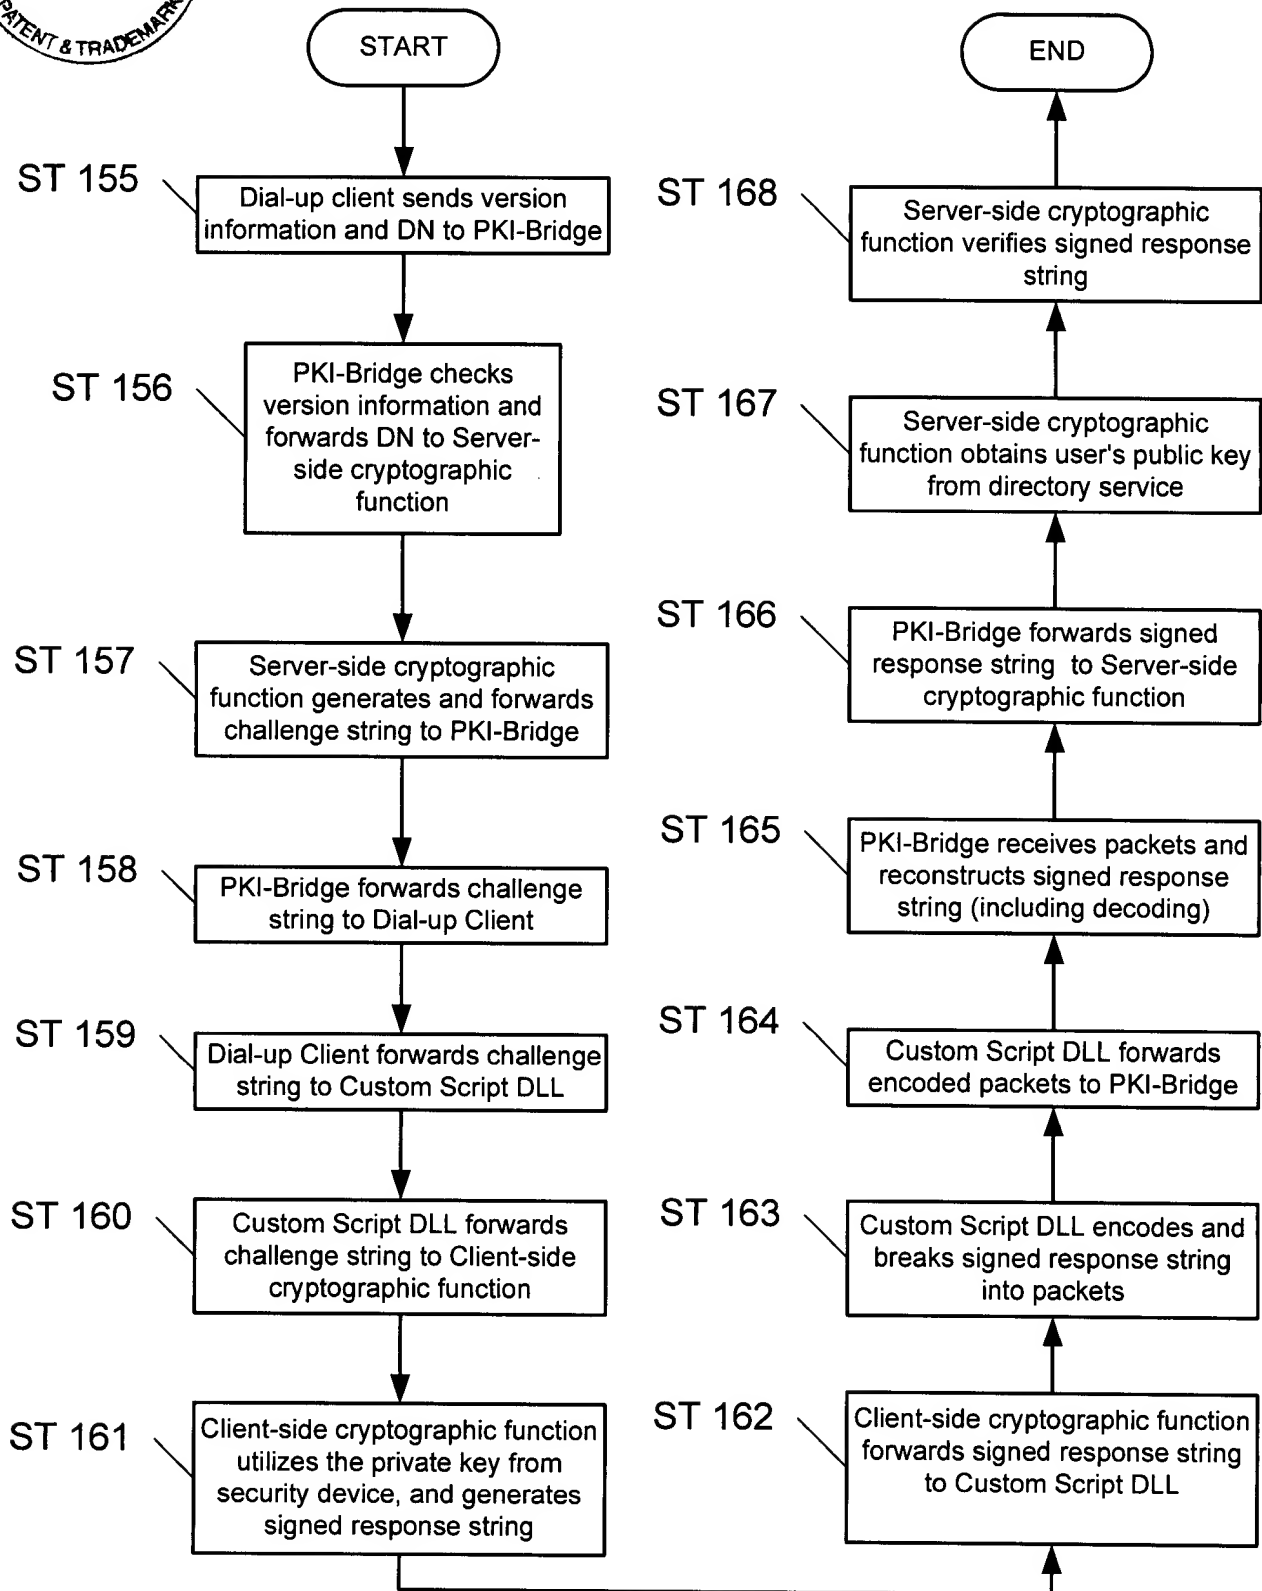 PATENT & TRADEMARK
START
ST 155
Dial-up client sends version
information and DN to PKI-Bridge
ST 156
PKI-Bridge checks
version information and
forwards DN to Server-
side cryptographic
function
ST 157
Server-side cryptographic
function generates and forwards
challenge string to PKI-Bridge
ST 158
PKI-Bridge forwards challenge
string to Dial-up Client
ST 159
Dial-up Client forwards challenge
string to Custom Script DLL
ST 160
Custom Script DLL forwards
challenge string to Client-side
cryptographic function
ST 161
Client-side cryptographic function
utilizes the private key from
security device, and generates
signed response string
ST 162
Client-side cryptographic function
forwards signed response string
to Custom Script DLL
ST 163
Custom Script DLL encodes and
breaks signed response string
into packets
ST 164
Custom Script DLL forwards
encoded packets to PKI-Bridge
ST 165
PKI-Bridge receives packets and
reconstructs signed response
string (including decoding)
ST 166
PKI-Bridge forwards signed
response string to Server-side
cryptographic function
ST 167
Server-side cryptographic
function obtains user's public key
from directory service
ST 168
Server-side cryptographic
function verifies signed response
string
END